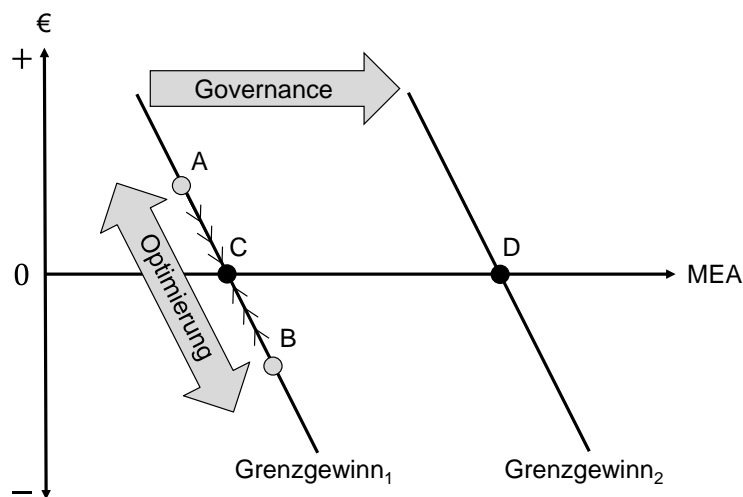 €
+
Governance
A
Optimierung
C
D
0
MEA
B
Grenzgewinn₁
Grenzgewinn₂
−